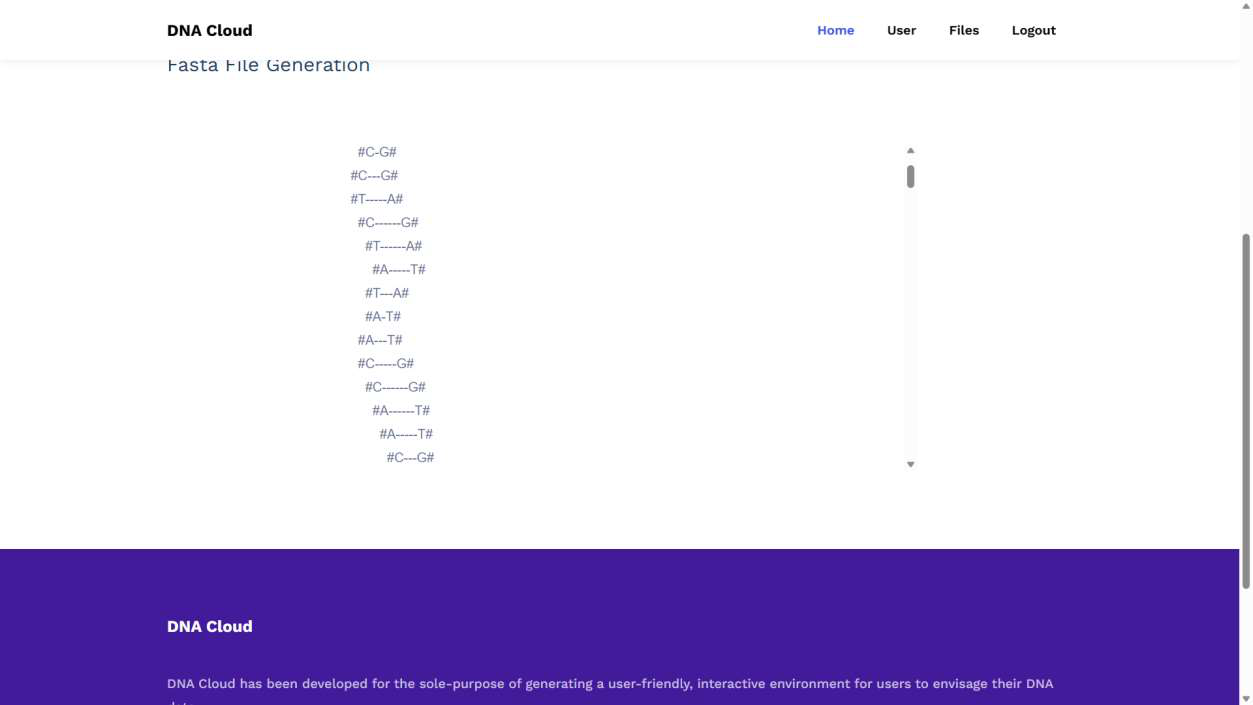 DNA Cloud
Home
User
Files
Logout
Fasta File Generation
#C-G#
#C---G#
#T-----A#
#C------G#
#T------A#
#A-----T#
#T---A#
#A-T#
#A---T#
#C-----G#
#C------G#
#A------T#
#A-----T#
#C---G#
DNA Cloud
DNA Cloud has been developed for the sole-purpose of generating a user-friendly, interactive environment for users to envisage their DNA